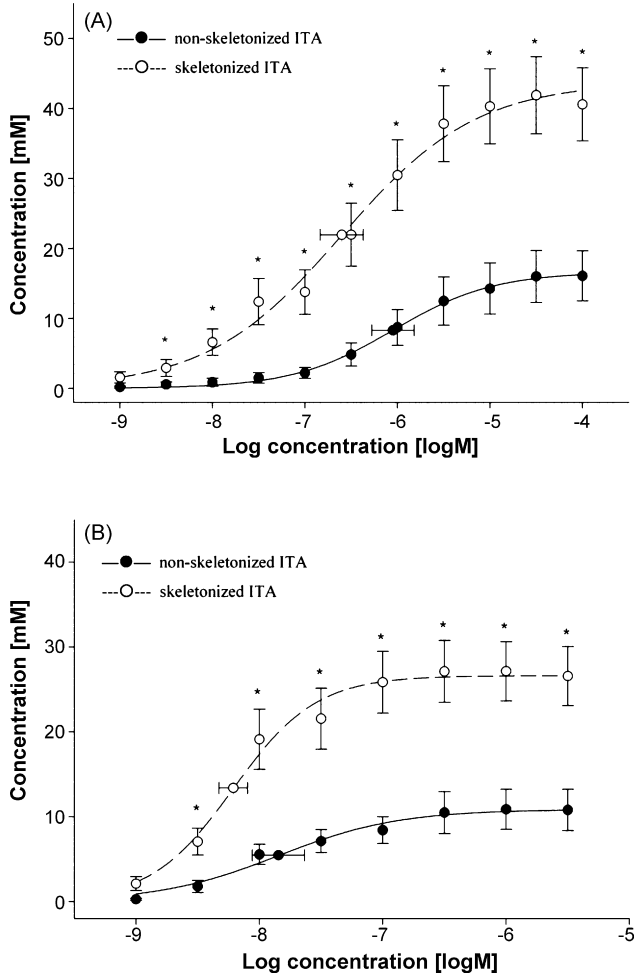 (A)
non-skeletonized ITA
skeletonized ITA
Concentration [mM]
50
40
30
20
10
0
* * * * * * * * * *
-9 -8 -7 -6 -5 -4
Log concentration [logM]
(B)
non-skeletonized ITA
skeletonized ITA
Concentration [mM]
40
30
20
10
0
* * * * * * * *
-9 -8 -7 -6 -5
Log concentration [logM]